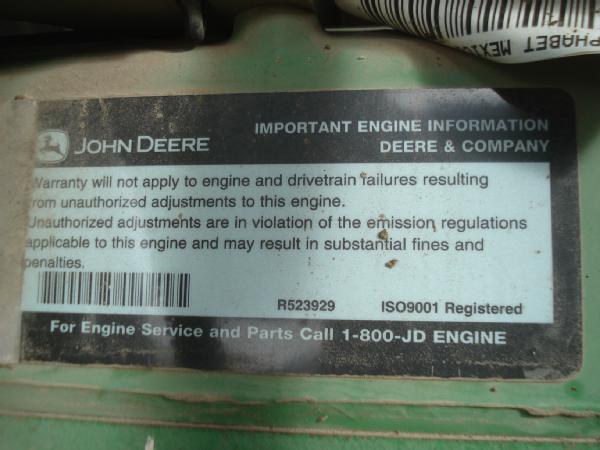 PHABET MEXICO
JOHN DEERE
IMPORTANT ENGINE INFORMATION
DEERE & COMPANY
Warranty will not apply to engine and drivetrain failures resulting
from unauthorized adjustments to this engine.
Unauthorized adjustments are in violation of the emission regulations
applicable to this engine and may result in substantial fines and
penalties.
R523929
ISO9001 Registered
For Engine Service and Parts Call 1-800-JD ENGINE